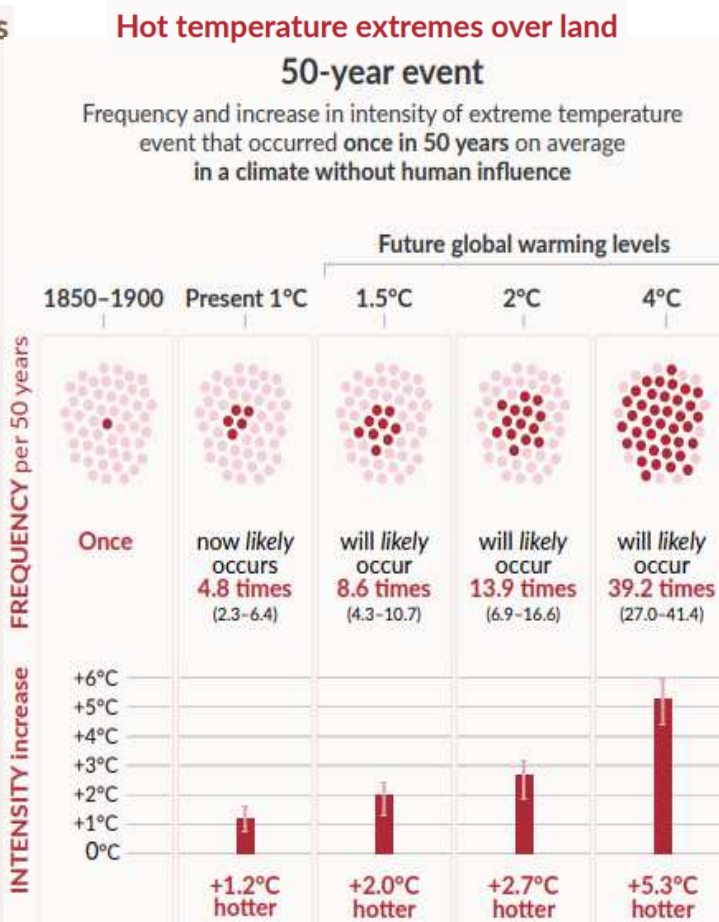 s
Hot temperature extremes over land
50-year event
Frequency and increase in intensity of extreme temperature
event that occurred once in 50 years on average
in a climate without human influence
Future global warming levels
1850–1900 Present 1°C 1.5°C 2°C 4°C
FREQUENCY per 50 years
Once
now likely
occurs
4.8 times
(2.3–6.4)
will likely
occur
8.6 times
(4.3–10.7)
will likely
occur
13.9 times
(6.9–16.6)
will likely
occur
39.2 times
(27.0–41.4)
INTENSITY increase
+6°C
+5°C
+4°C
+3°C
+2°C
+1°C
0°C
+1.2°C
hotter
+2.0°C
hotter
+2.7°C
hotter
+5.3°C
hotter